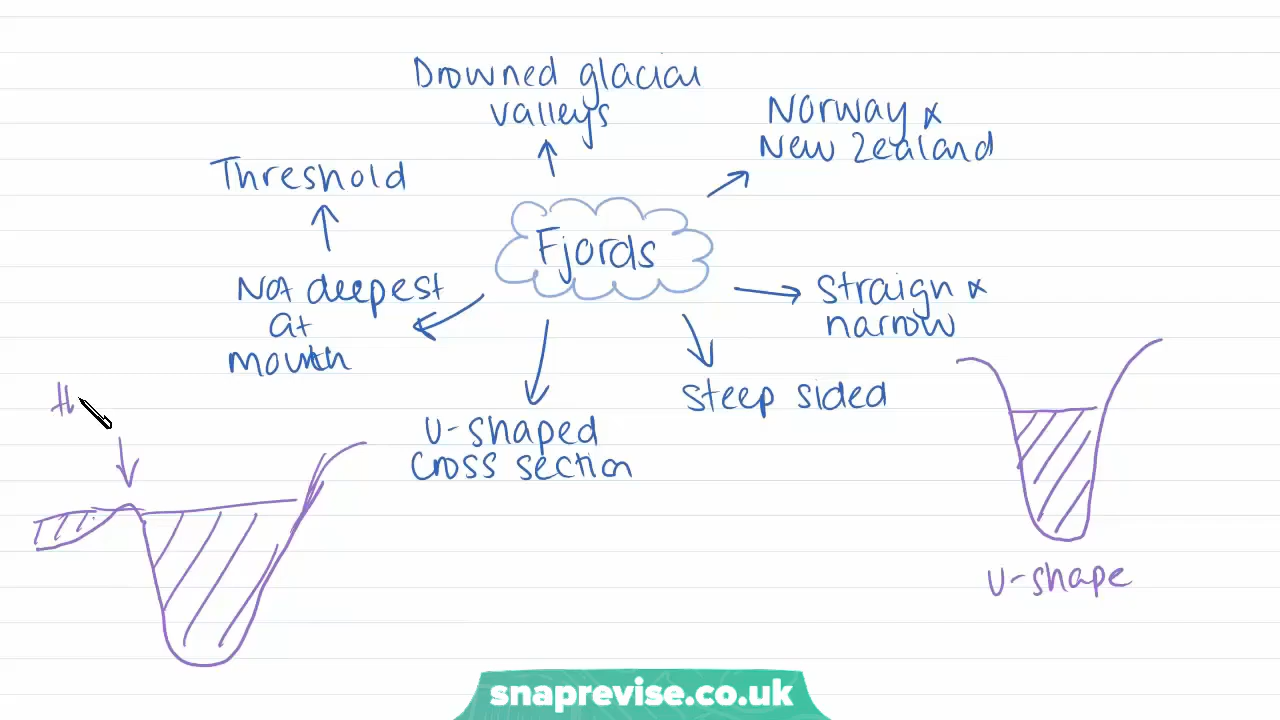 Drowned glacial
valleys
Norway &
New Zealand
Threshold
Fjords
Not deepest
at
mouth
Straign &
narrow
Steep sided
U-shaped
cross section
U-shape
snaprevise.co.uk